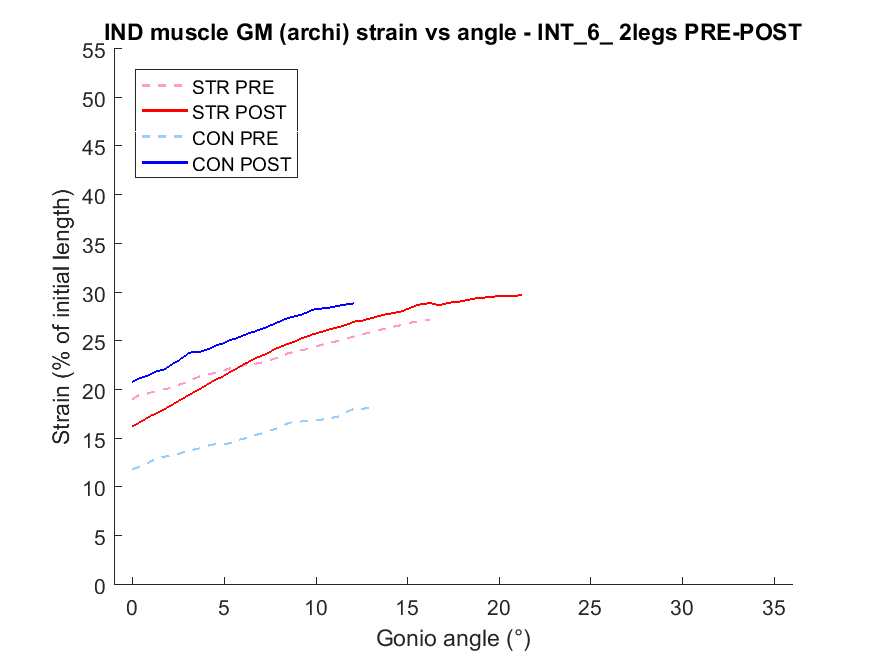 IND muscle GM (archi) strain vs angle - INT_6_ 2legs PRE-POST
55
50
45
40
35
30
25
20
15
10
5
0
Strain (% of initial length)
STR PRE
STR POST
CON PRE
CON POST
0 5 10 15 20 25 30 35
Gonio angle (°)